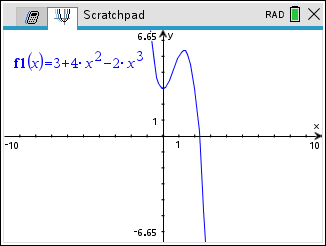 Scratchpad RAD
6.65 y
f1(x)=3+4·x²−2·x³
1
x
-10 1 10
-6.65